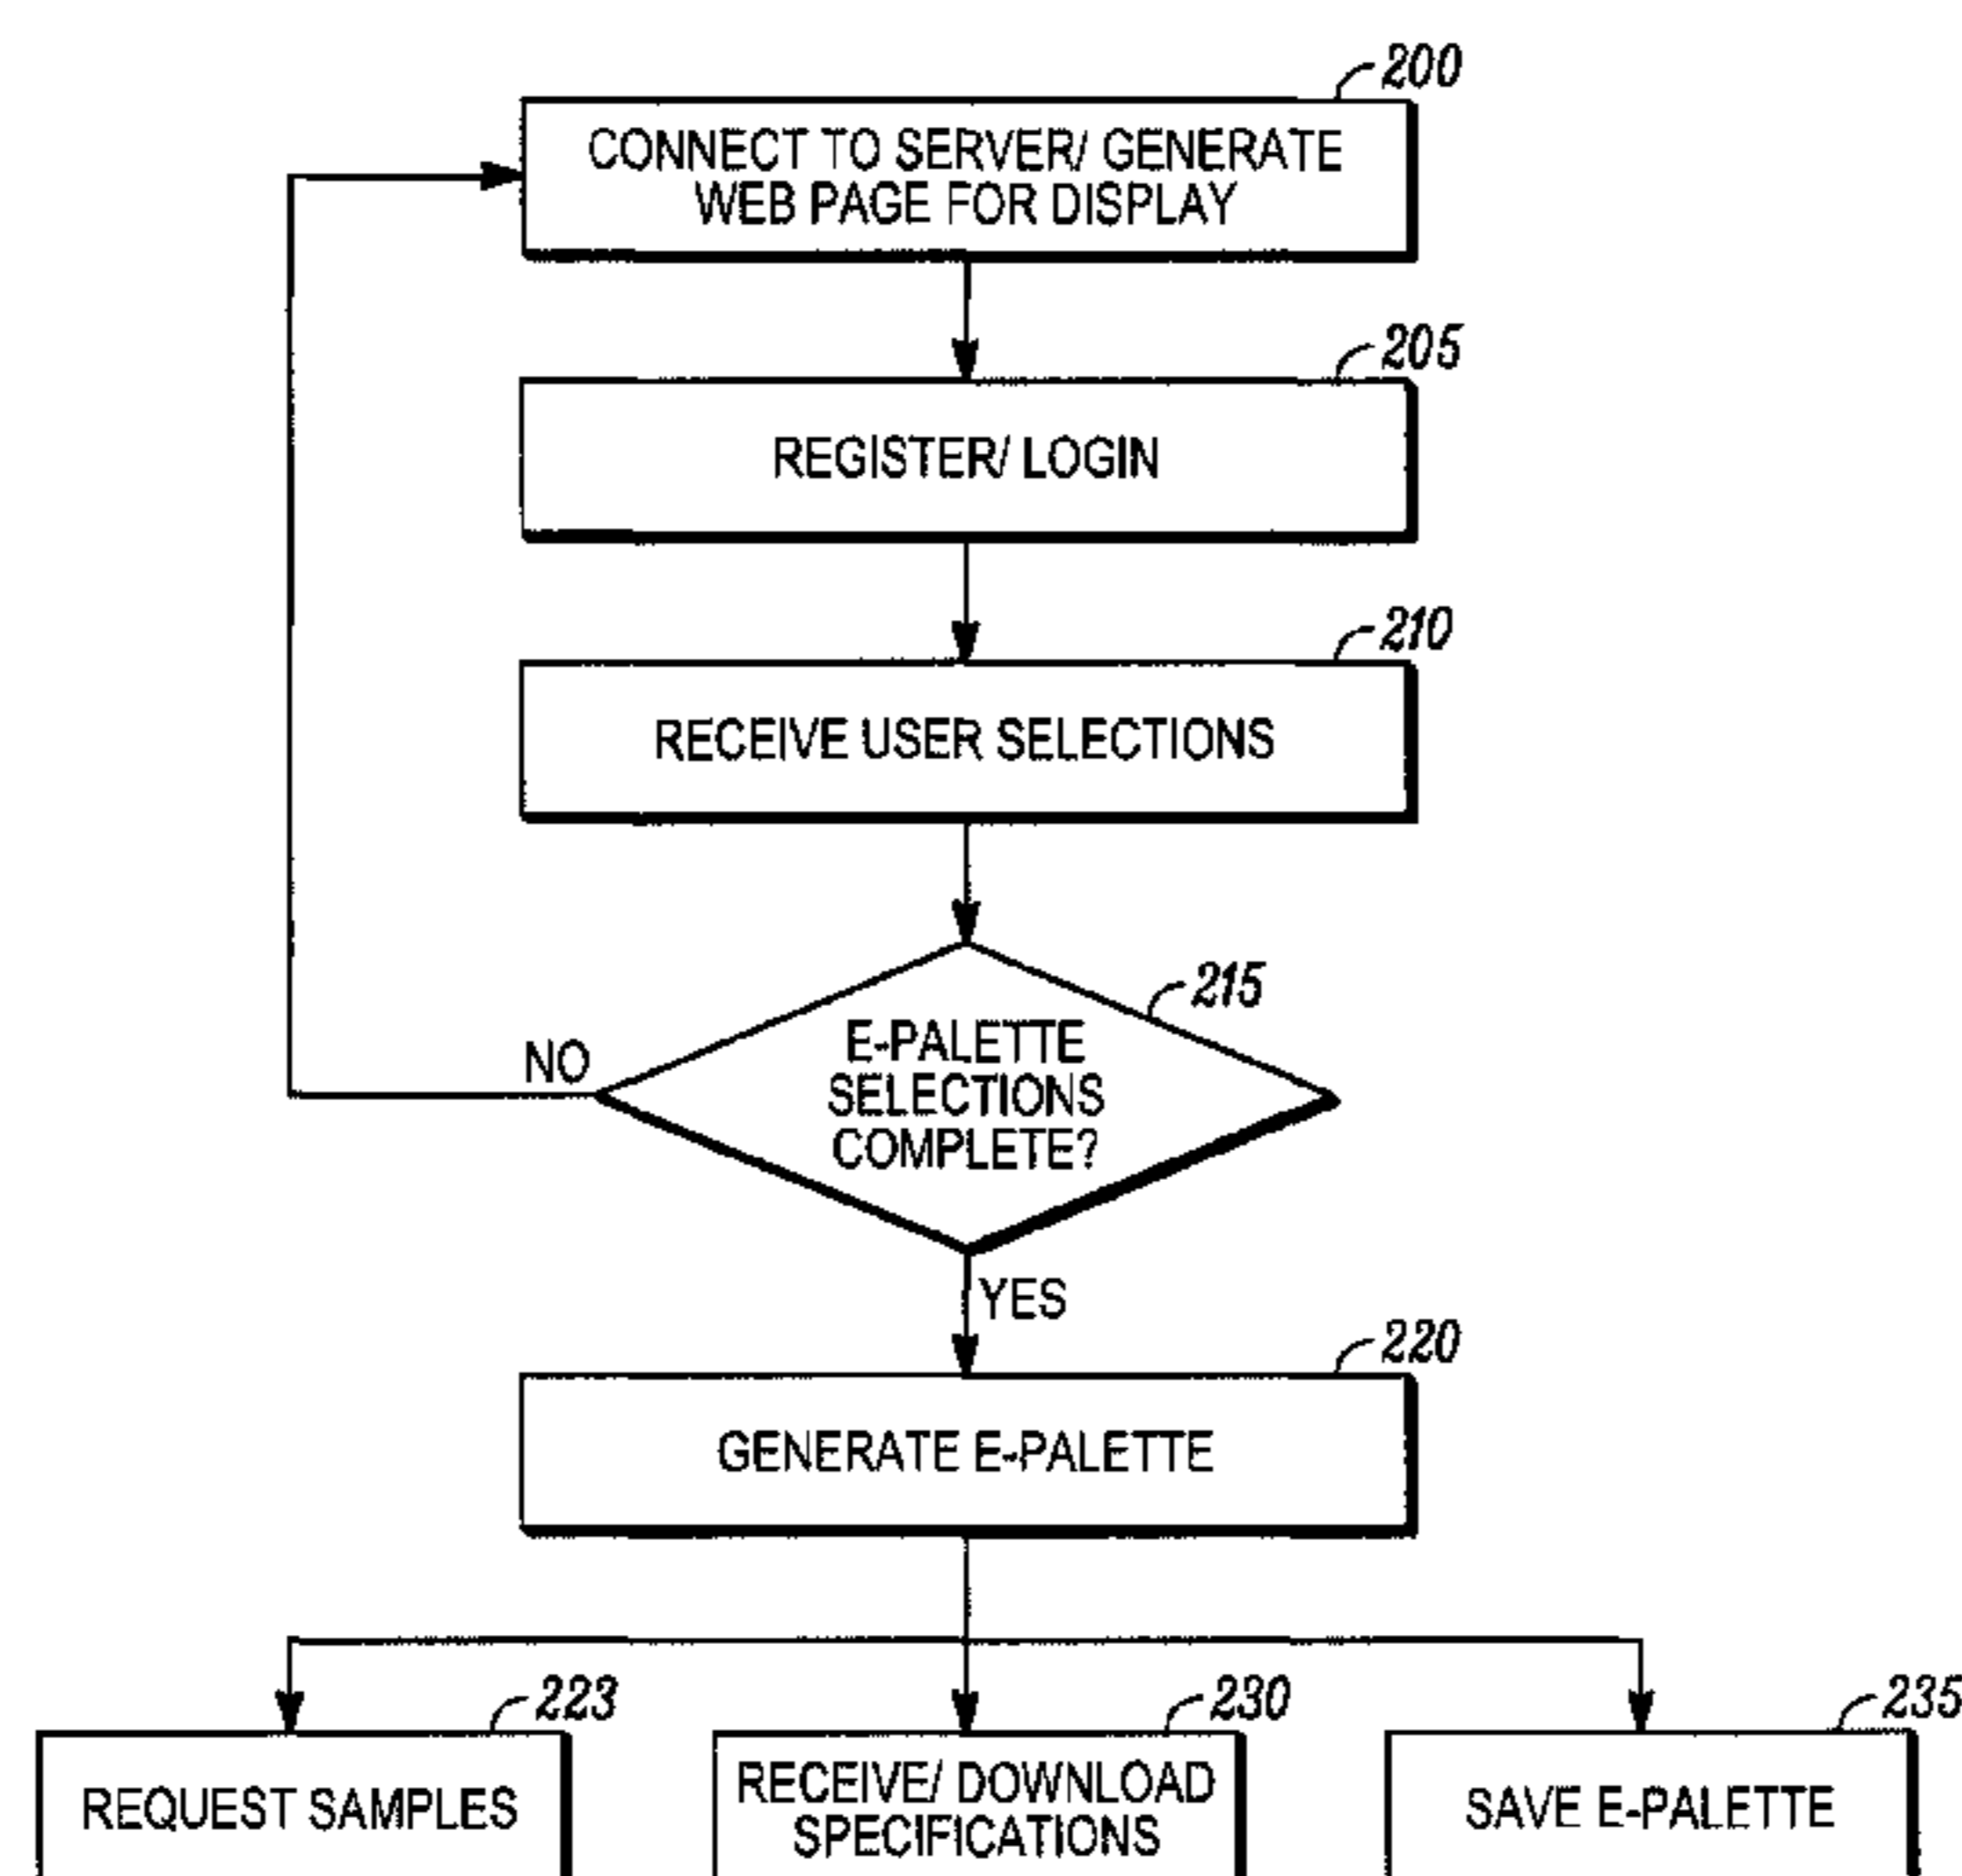 200
CONNECT TO SERVER/ GENERATE
WEB PAGE FOR DISPLAY
205
REGISTER/ LOGIN
210
RECEIVE USER SELECTIONS
215
E-PALETTE
SELECTIONS
COMPLETE?
NO
YES
220
GENERATE E-PALETTE
223
REQUEST SAMPLES
230
RECEIVE/ DOWNLOAD
SPECIFICATIONS
235
SAVE E-PALETTE